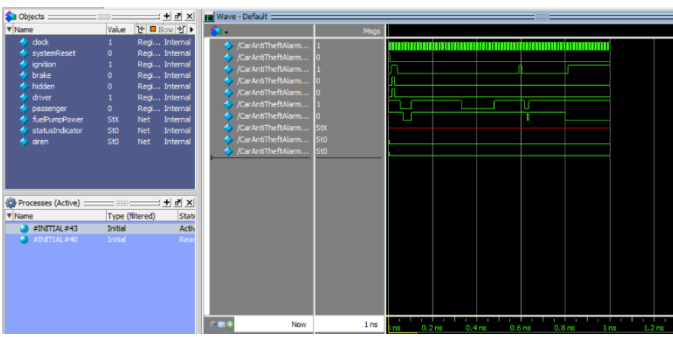 Objects
Name Value Now
clock 1 Regi... Internal
systemReset 0 Regi... Internal
ignition 1 Regi... Internal
brake 0 Regi... Internal
hidden 0 Regi... Internal
driver 1 Regi... Internal
passenger 0 Regi... Internal
fuelPumpPower StX Net Internal
statusIndicator St0 Net Internal
siren St0 Net Internal
Processes (Active)
Name Type (filtered) State
#INITIAL#43 Initial Activ
#INITIAL#40 Initial Read
Wave - Default
Msgs
/CarAntiTheftAlarm... 1
/CarAntiTheftAlarm... 0
/CarAntiTheftAlarm... 1
/CarAntiTheftAlarm... 0
/CarAntiTheftAlarm... 0
/CarAntiTheftAlarm... 1
/CarAntiTheftAlarm... 0
/CarAntiTheftAlarm... StX
/CarAntiTheftAlarm... St0
/CarAntiTheftAlarm... St0
Now 1 ns
ns 0.2 ns 0.4 ns 0.6 ns 0.8 ns 1 ns 1.2 ns